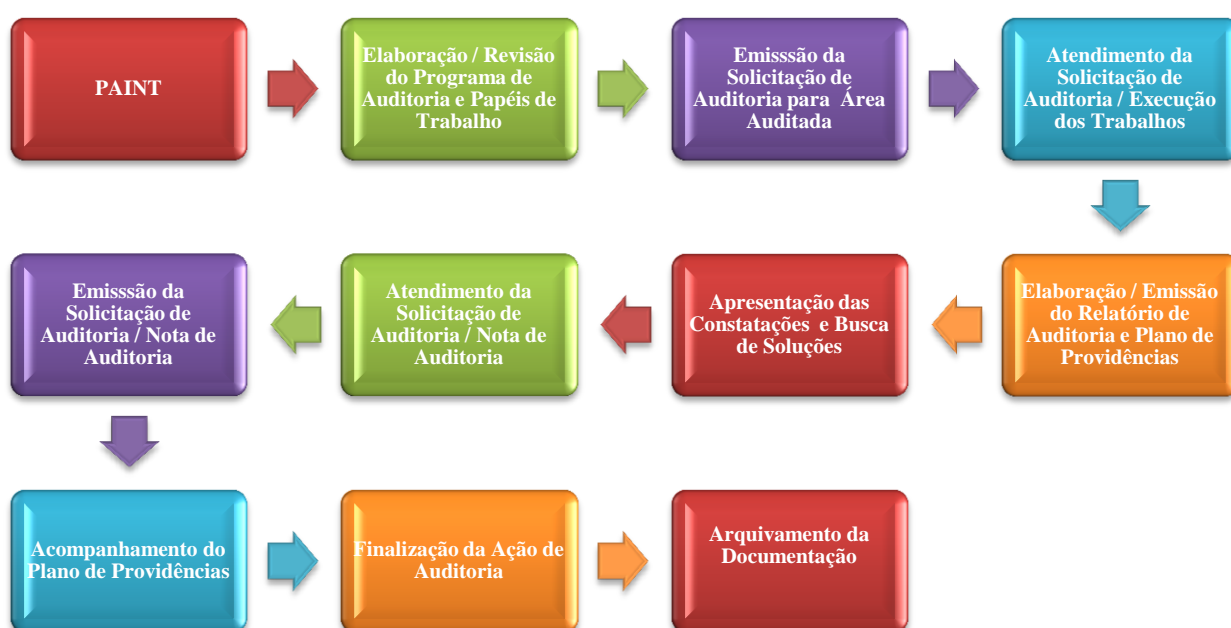 PAINT
Elaboração / Revisão
do Programa de
Auditoria e Papéis de
Trabalho
Emisssão da
Solicitação de
Auditoria para Área
Auditada
Atendimento da
Solicitação de
Auditoria / Execução
dos Trabalhos
Elaboração / Emissão
do Relatório de
Auditoria e Plano de
Providências
Apresentação das
Constatações e Busca
de Soluções
Atendimento da
Solicitação de
Auditoria / Nota de
Auditoria
Emisssão da
Solicitação de
Auditoria / Nota de
Auditoria
Acompanhamento do
Plano de Providências
Finalização da Ação de
Auditoria
Arquivamento da
Documentação